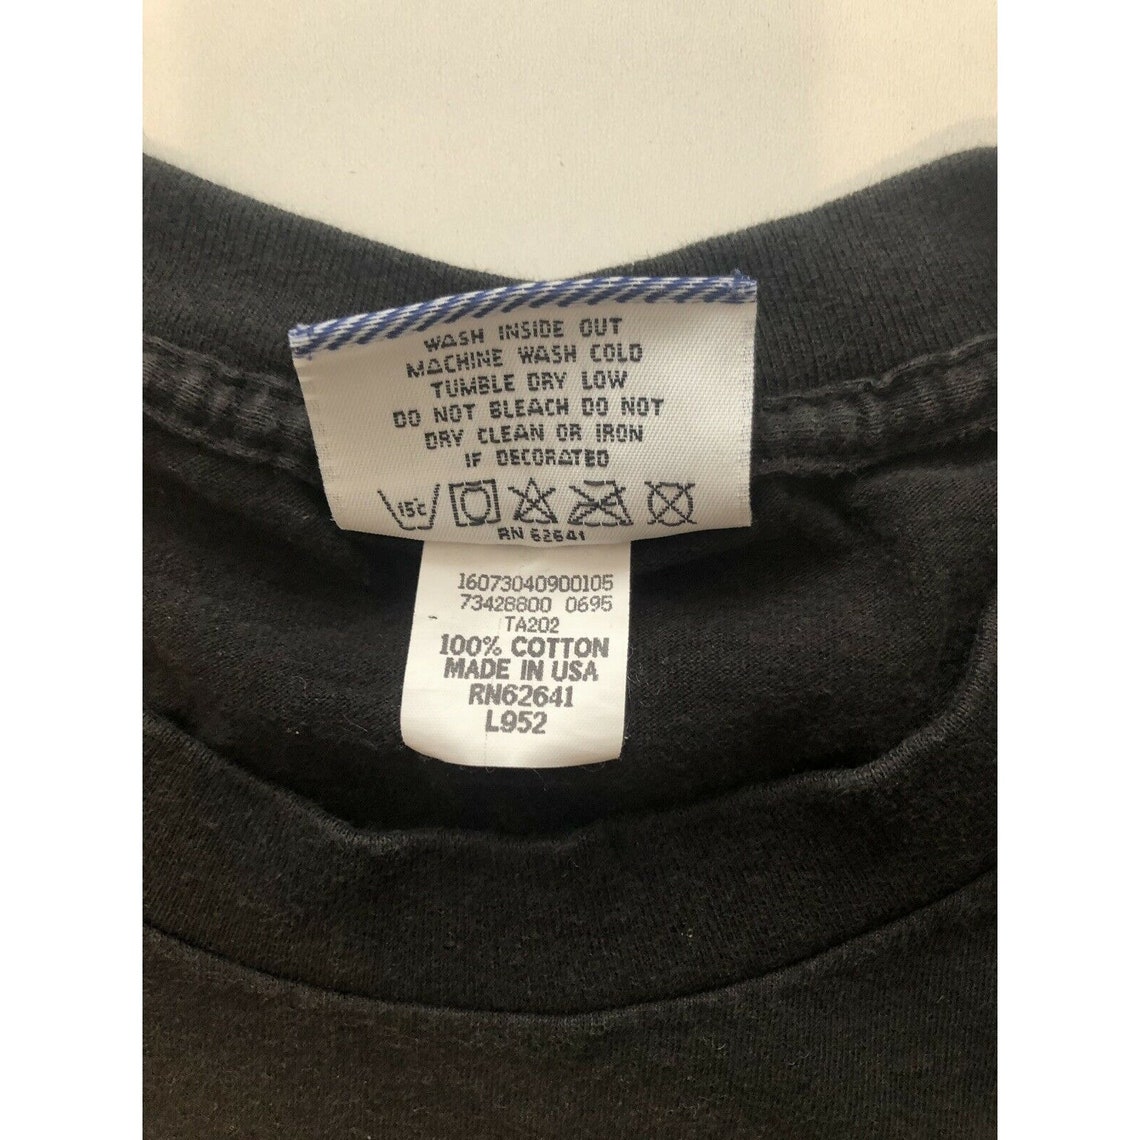 WASH INSIDE OUT
MACHINE WASH COLD
TUMBLE DRY LOW
DO NOT BLEACH DO NOT
DRY CLEAN OR IRON
IF DECORATED
15°C
RN 62641
16073040900105
73428800 0695
TA202
100% COTTON
MADE IN USA
RN62641
L952